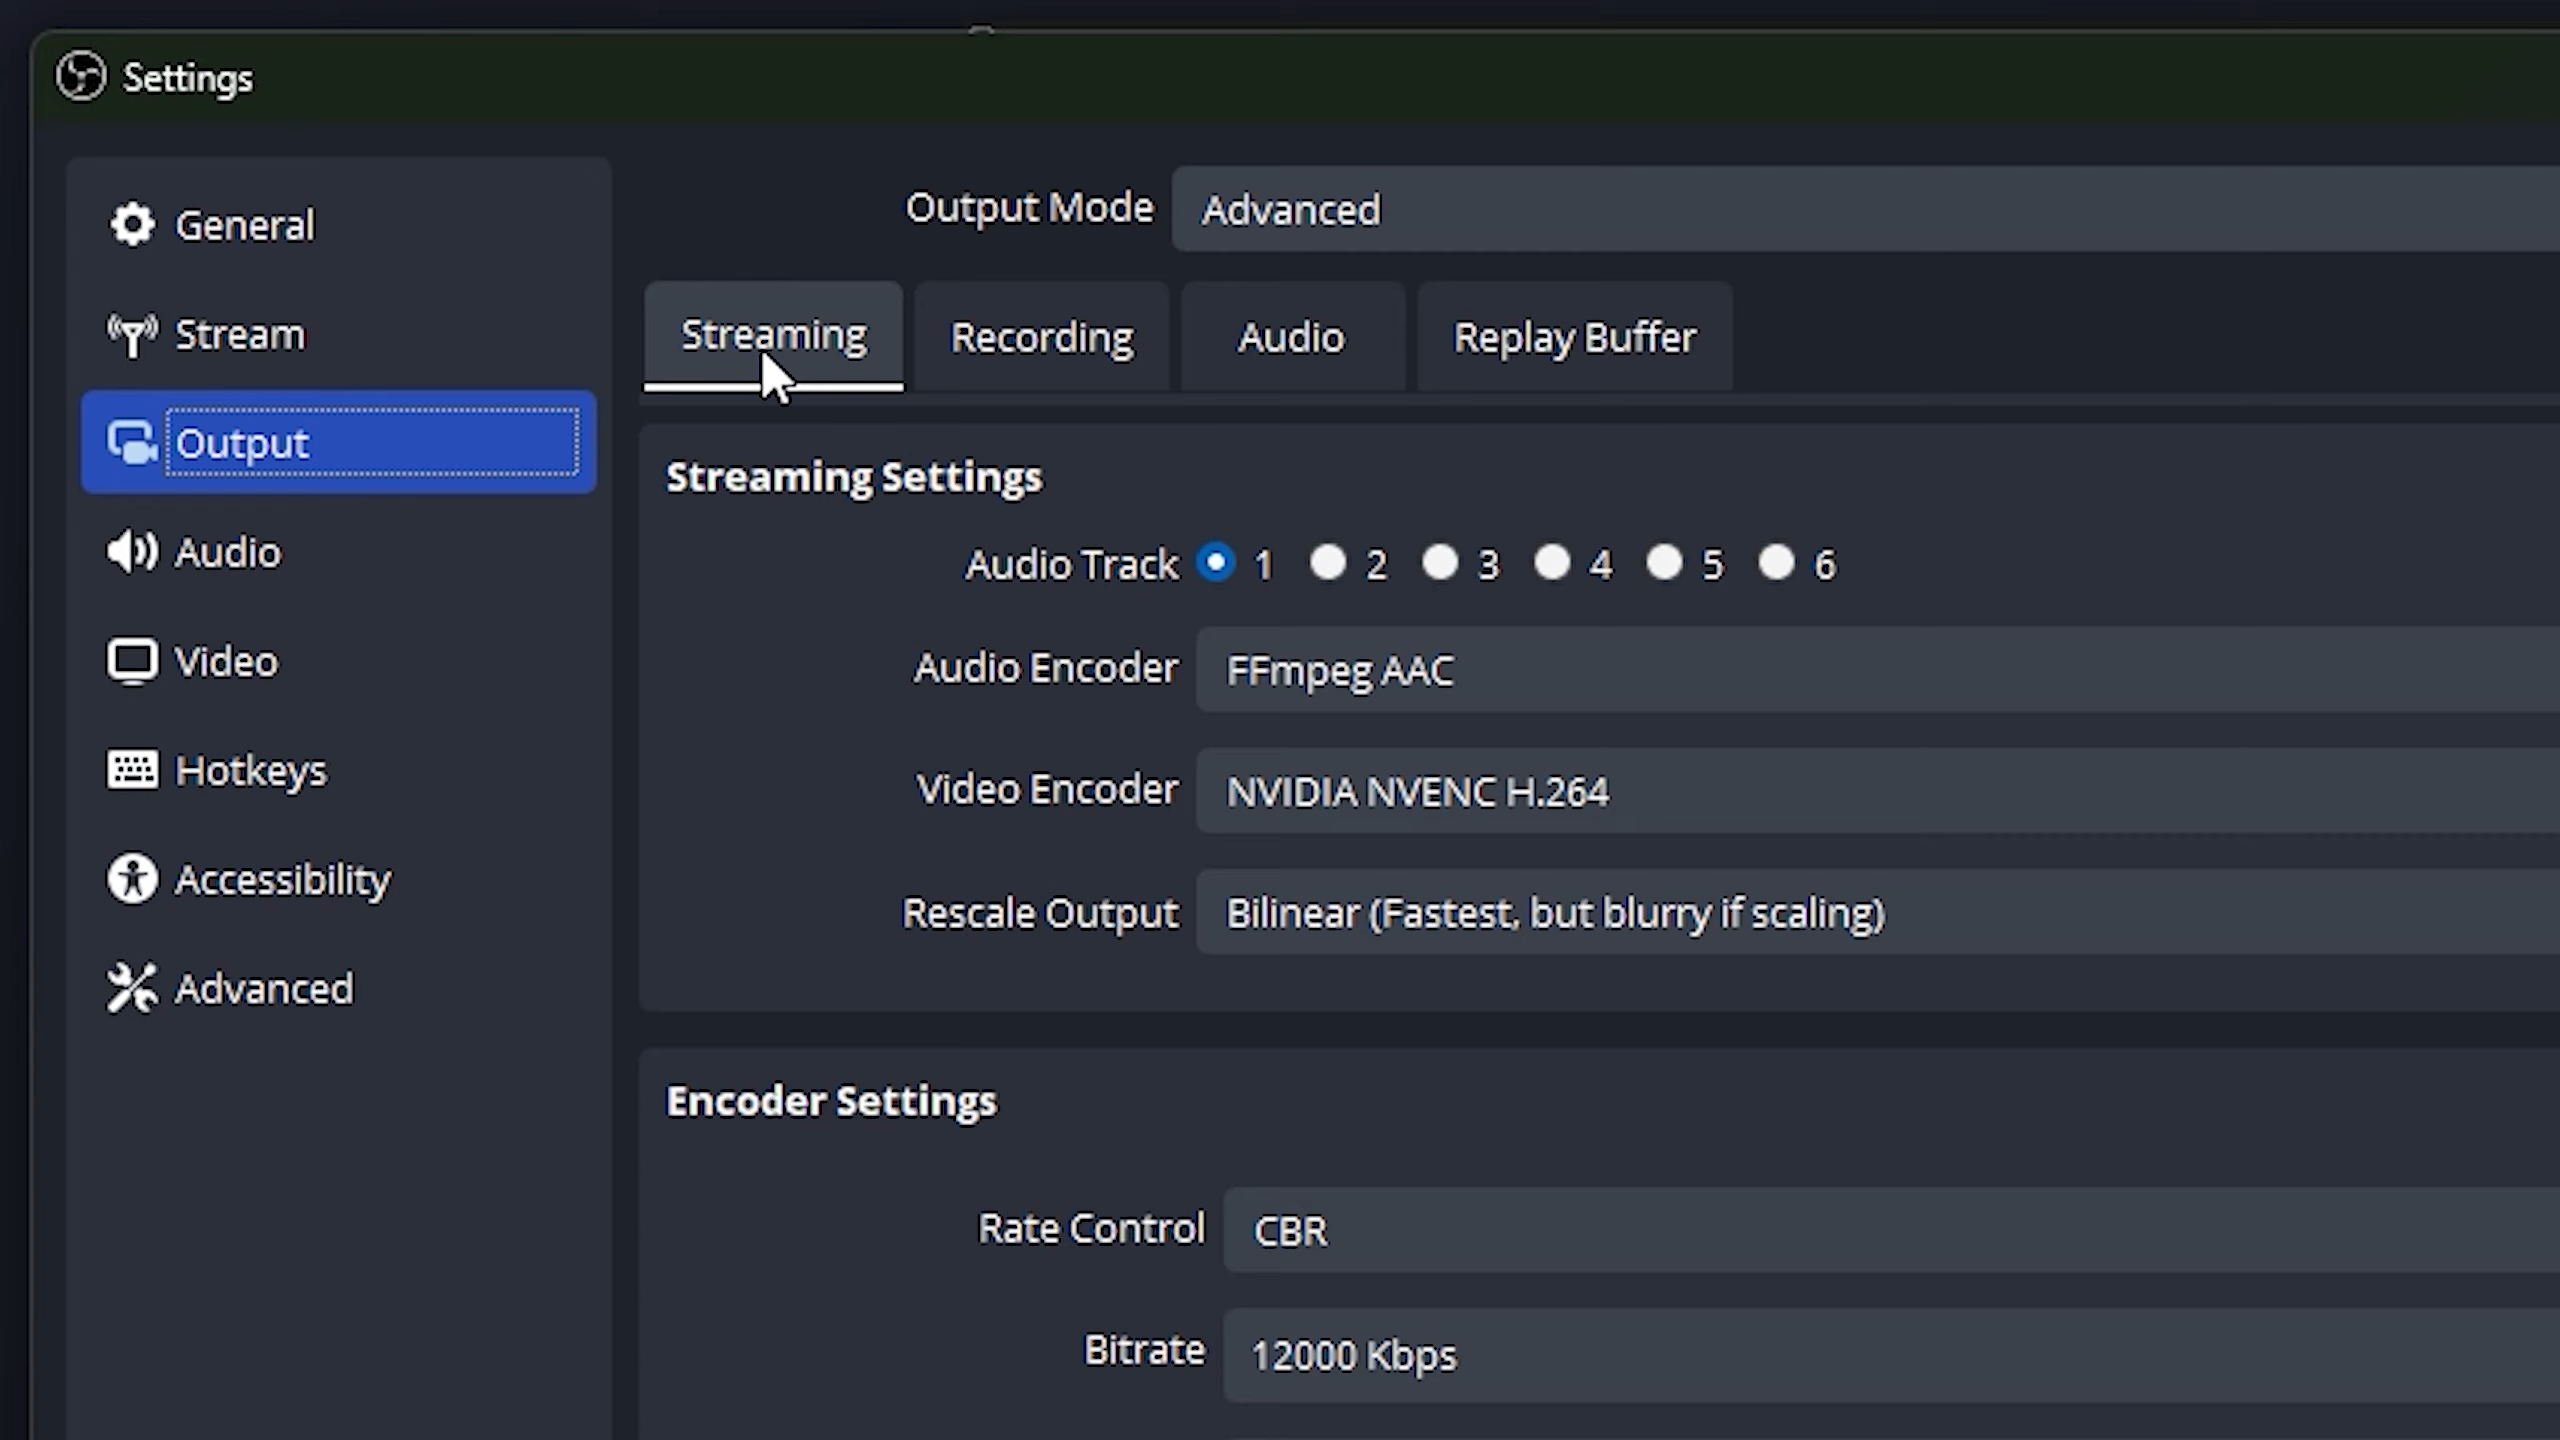 Settings
General
Stream
Output
Audio
Video
Hotkeys
Accessibility
Advanced
Output Mode Advanced
Streaming Recording Audio Replay Buffer
Streaming Settings
Audio Track 1 2 3 4 5 6
Audio Encoder FFmpeg AAC
Video Encoder NVIDIA NVENC H.264
Rescale Output Bilinear (Fastest, but blurry if scaling)
Encoder Settings
Rate Control CBR
Bitrate 12000 Kbps